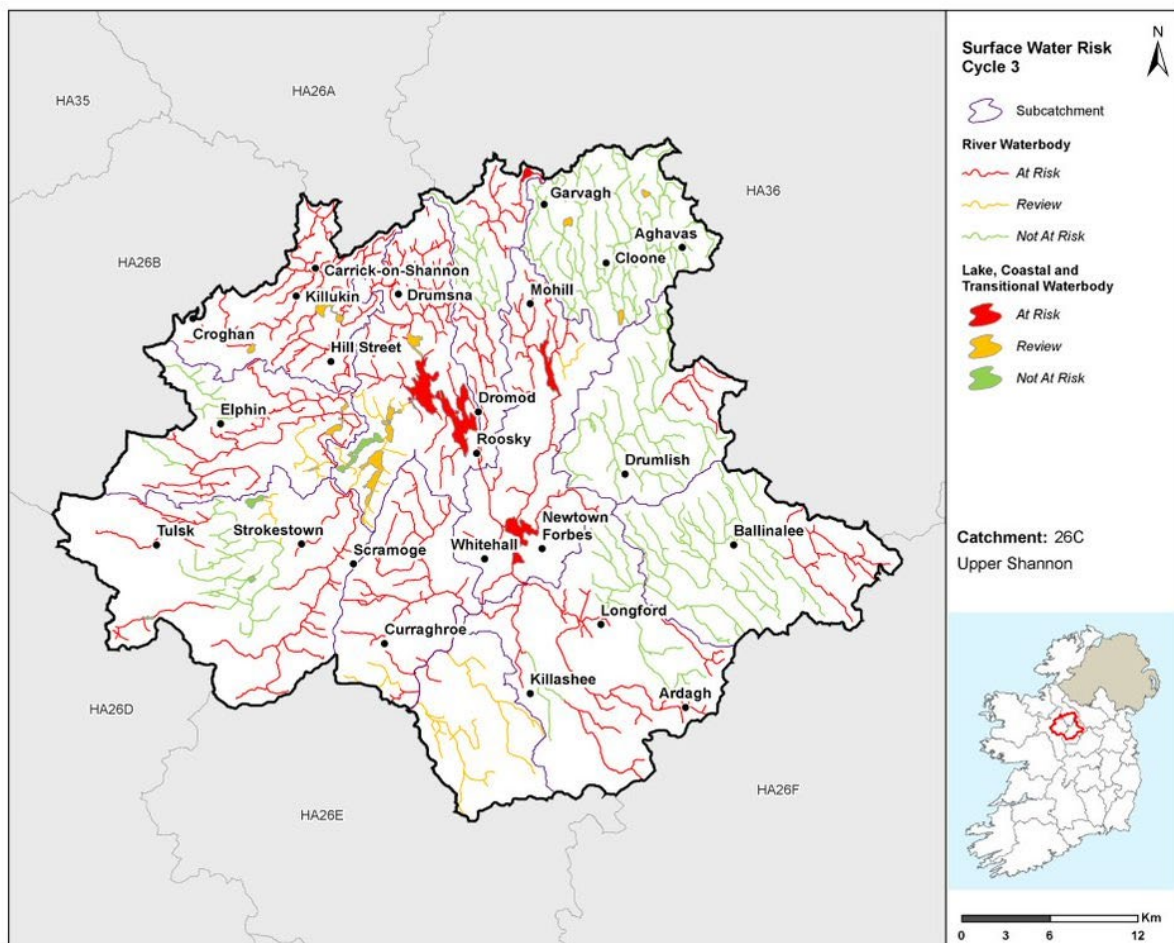 HA35
HA26A
HA36
HA26B
HA26D
HA26E
HA26F
Garvagh
Aghavas
Cloone
Carrick-on-Shannon
Killukin
Drumsna
Mohill
Croghan
Hill Street
Elphin
Dromod
Roosky
Drumlish
Tulsk
Strokestown
Scramoge
Whitehall
Newtown
Forbes
Ballinalee
Longford
Curraghroe
Killashee
Ardagh
Surface Water Risk
Cycle 3
N
Subcatchment
River Waterbody
At Risk
Review
Not At Risk
Lake, Coastal and
Transitional Waterbody
At Risk
Review
Not At Risk
Catchment: 26C
Upper Shannon
Km
0 3 6 12